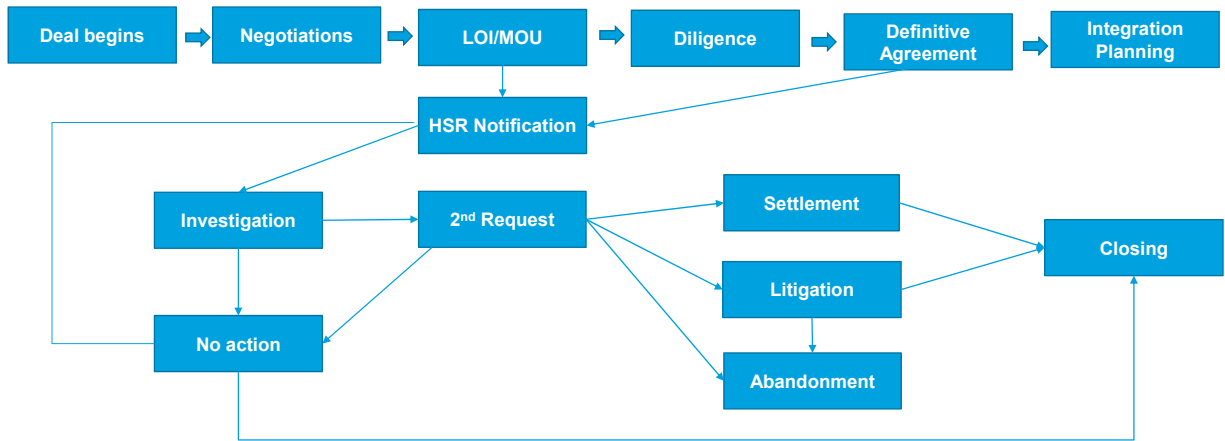 Deal begins
Negotiations
LOI/MOU
Diligence
Definitive
Agreement
Integration
Planning
HSR Notification
Investigation
2nd Request
Settlement
Closing
Litigation
No action
Abandonment